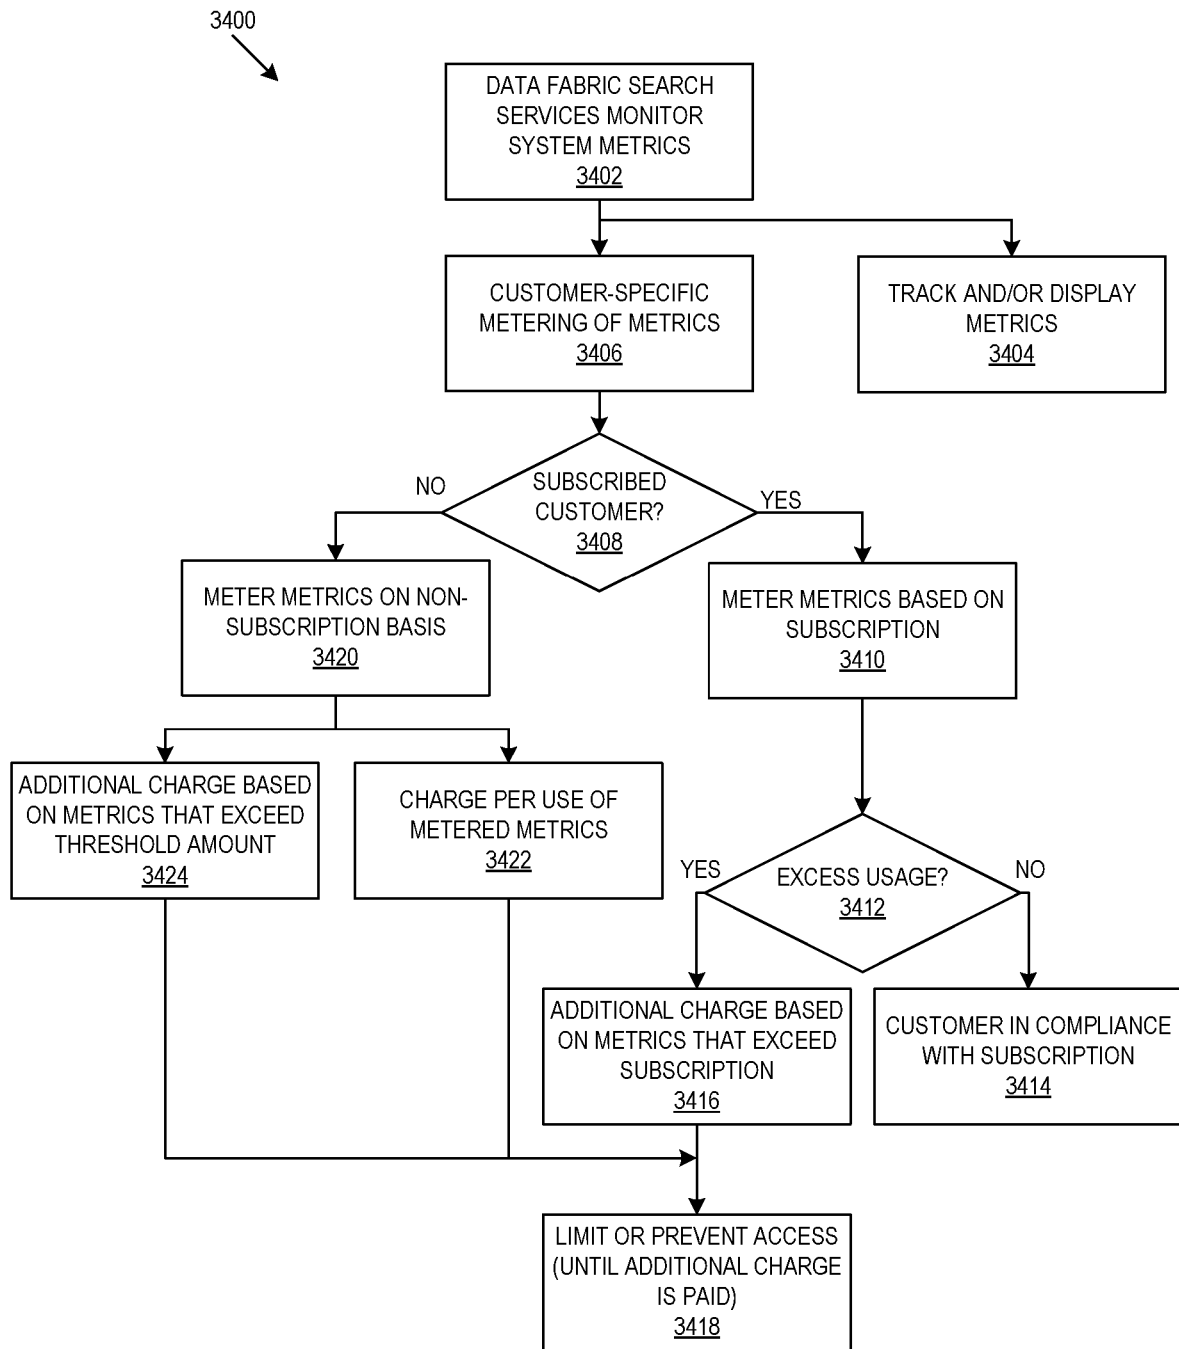 3400
DATA FABRIC SEARCH
SERVICES MONITOR
SYSTEM METRICS
3402
CUSTOMER-SPECIFIC
METERING OF METRICS
3406
TRACK AND/OR DISPLAY
METRICS
3404
SUBSCRIBED
CUSTOMER?
3408
NO
YES
METER METRICS ON NON-
SUBSCRIPTION BASIS
3420
METER METRICS BASED ON
SUBSCRIPTION
3410
ADDITIONAL CHARGE BASED
ON METRICS THAT EXCEED
THRESHOLD AMOUNT
3424
CHARGE PER USE OF
METERED METRICS
3422
EXCESS USAGE?
3412
YES
NO
ADDITIONAL CHARGE BASED
ON METRICS THAT EXCEED
SUBSCRIPTION
3416
CUSTOMER IN COMPLIANCE
WITH SUBSCRIPTION
3414
LIMIT OR PREVENT ACCESS
(UNTIL ADDITIONAL CHARGE
IS PAID)
3418